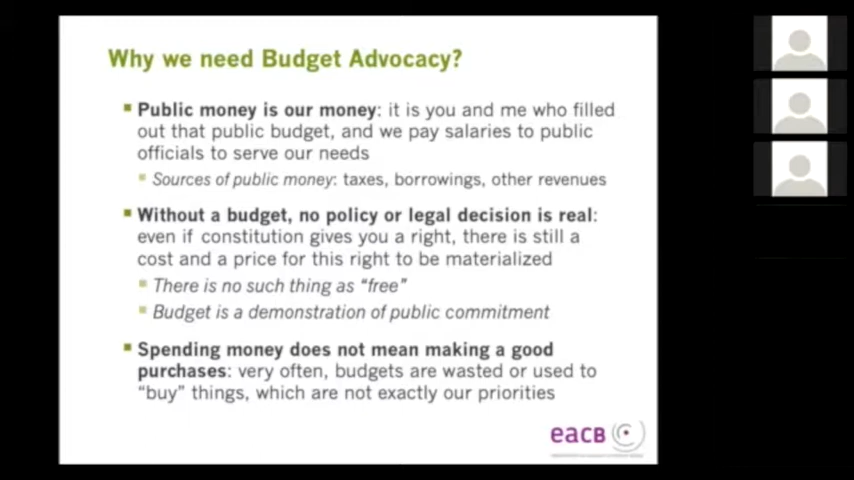 Why we need Budget Advocacy?
Public money is our money: it is you and me who filled
out that public budget, and we pay salaries to public
officials to serve our needs
Sources of public money: taxes, borrowings, other revenues
Without a budget, no policy or legal decision is real:
even if constitution gives you a right, there is still a
cost and a price for this right to be materialized
There is no such thing as “free”
Budget is a demonstration of public commitment
Spending money does not mean making a good
purchases: very often, budgets are wasted or used to
“buy” things, which are not exactly our priorities
eacb